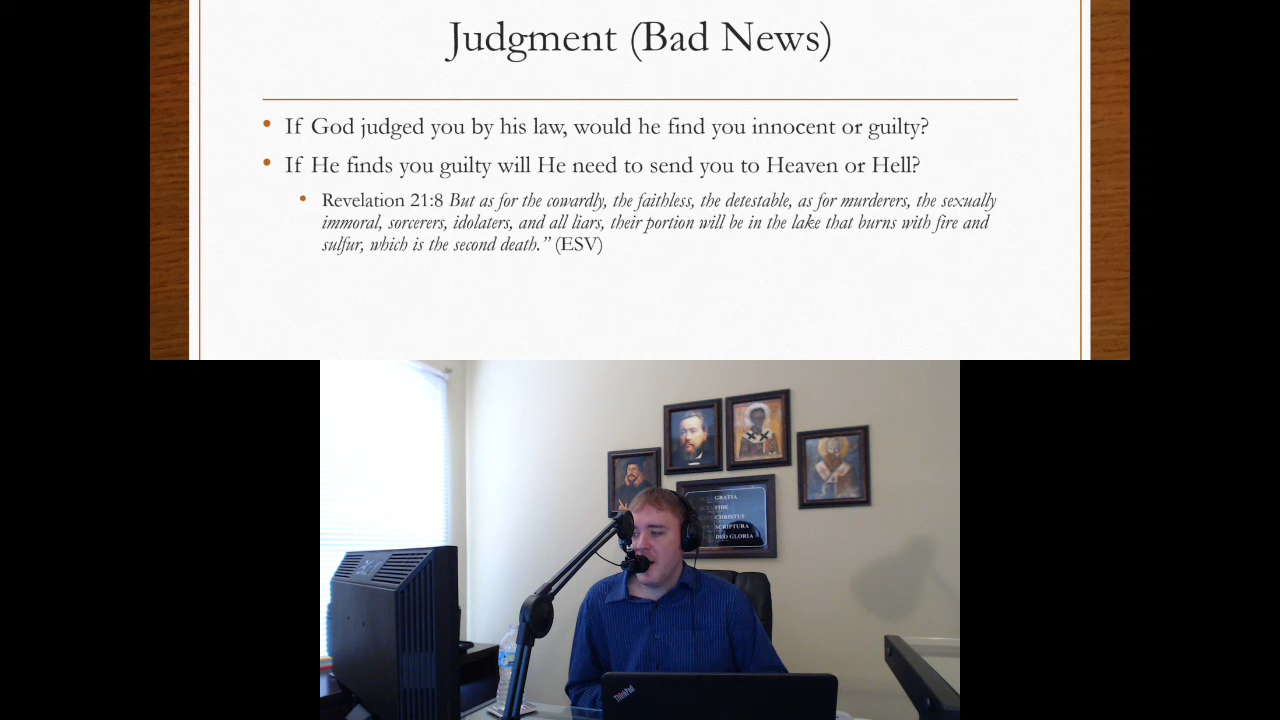 Judgment (Bad News)
If God judged you by his law, would he find you innocent or guilty?
If He finds you guilty will He need to send you to Heaven or Hell?
Revelation 21:8 But as for the cowardly, the faithless, the detestable, as for murderers, the sexually
immoral, sorcerers, idolaters, and all liars, their portion will be in the lake that burns with fire and
sulfur, which is the second death.” (ESV)
GRATIA
FIDE
CHRISTUS
SCRIPTURA
DEO GLORIA
ThinkPad